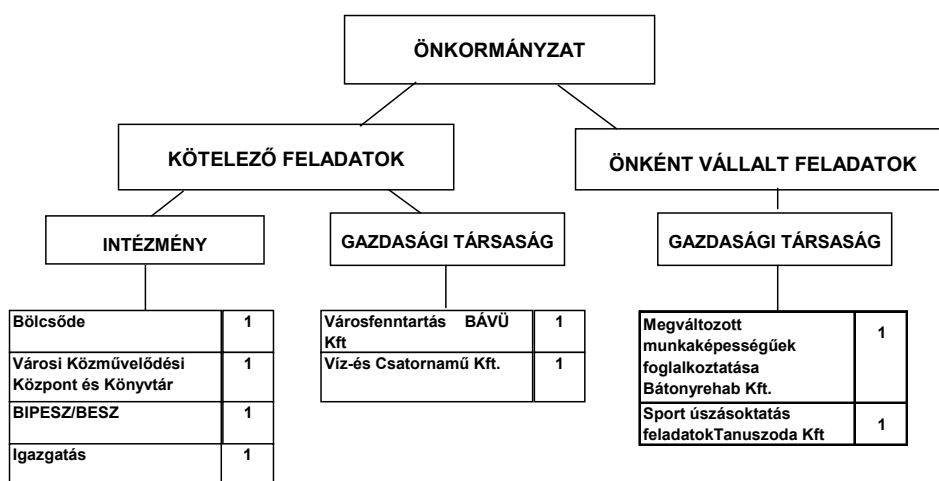 ÖNKORMÁNYZAT
KÖTELEZŐ FELADATOK
ÖNKÉNT VÁLLALT FELADATOK
INTÉZMÉNY
GAZDASÁGI TÁRSASÁG
GAZDASÁGI TÁRSASÁG
Bölcsőde 1
Városi Közművelődési
Központ és Könyvtár 1
BIPESZ/BESZ 1
Igazgatás 1
Városfenntartás BÁVÜ
Kft 1
Víz-és Csatornamű Kft. 1
Megváltozott
munkaképességűek
foglalkoztatása
Bátonyrehab Kft. 1
Sport úszásoktatás
feladatokTanuszoda Kft 1